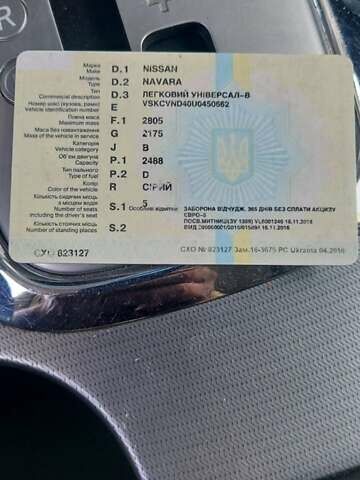 R
Марка
Make D.1 NISSAN
Модель
Type D.2 NAVARA
Тип
Commercial description D.3 ЛЕГКОВИЙ УНІВЕРСАЛ-В
Номер шасі (кузова, рами)
Vehicle identification number E VSKCVND40U0450662
Повна маса
Maximum mass F.1 2805
Маса без навантаження
Mass of the vehicle in service G 2175
Категорія
Vehicle category J B
Об'єм двигуна
Capacity P.1 2488
Тип пального
Type of fuel P.2 D
Колір
Color of the vehicle R СІРИЙ
Кількість сидячих місць
з місцем водія
Number of seats
including the driver's seat S.1 5
Особливі відмітки ЗАБОРОНА ВІДЧУДЖ. 365 ДНІВ БЕЗ СПЛАТИ АКЦИЗУ
ЄВРО-5
Кількість стоячих місць
Number of standing places S.2
CXO 823127
CXO № 823127 Зам.16-3675 PC Ukraina 04.2016